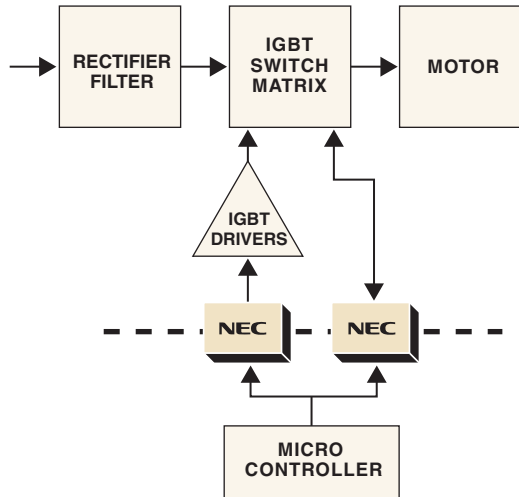 RECTIFIER
FILTER
IGBT
SWITCH
MATRIX
MOTOR
IGBT
DRIVERS
NEC
NEC
MICRO
CONTROLLER